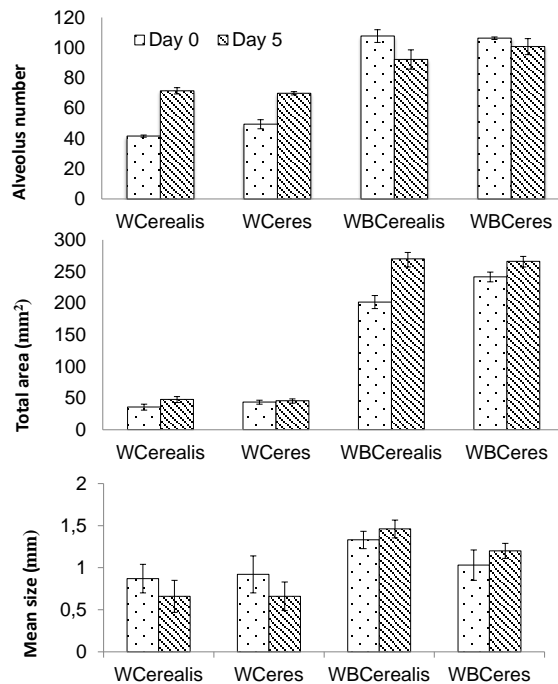 Alveolus number
120
100
80
60
40
20
0
Day 0 Day 5
WCerealis WCeres WBCerealis WBCeres
Total area (mm²)
300
250
200
150
100
50
0
WCerealis WCeres WBCerealis WBCeres
Mean size (mm)
2
1,5
1
0,5
0
WCerealis WCeres WBCerealis WBCeres